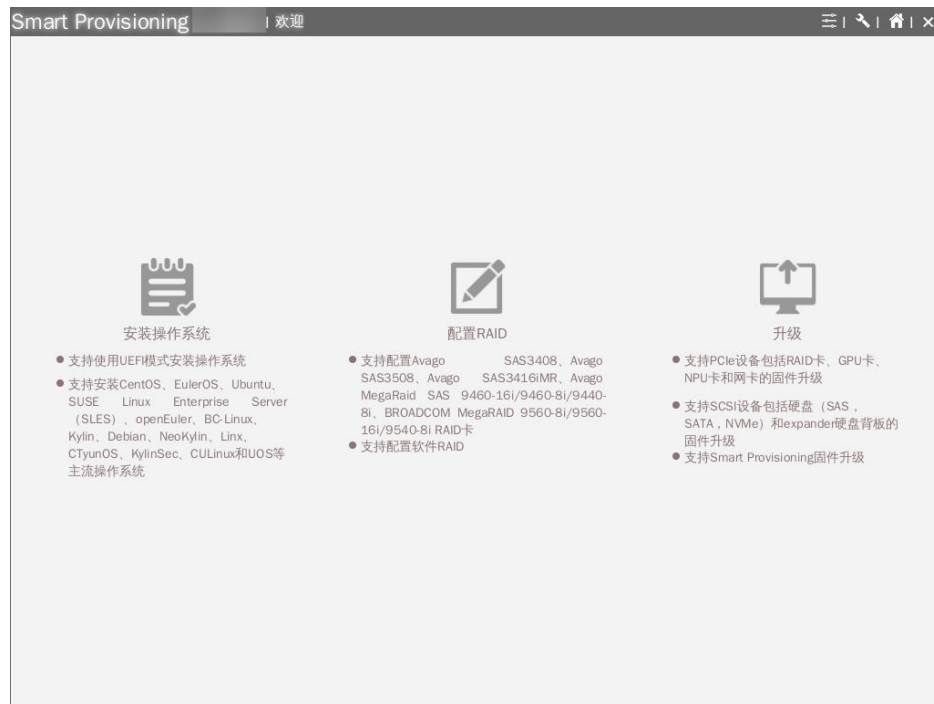 Smart Provisioning | 欢迎
安装操作系统
● 支持使用UEFI模式安装操作系统
● 支持安装CentOS、EulerOS、Ubuntu、
SUSE Linux Enterprise Server
（SLES）、openEuler、BC-Linux、
Kylin、Debian、NeoKylin、Linx、
CTyunOS、KylinSec、CULinux和UOS等
主流操作系统
配置RAID
● 支持配置Avago SAS3408、Avago
SAS3508、Avago SAS3416iMR、Avago
MegaRaid SAS 9460-16i/9460-8i/9440-
8i、BROADCOM MegaRAID 9560-8i/9560-
16i/9540-8i RAID卡
● 支持配置软件RAID
升级
● 支持PCIe设备包括RAID卡、GPU卡、
NPU卡和网卡的固件升级
● 支持SCSI设备包括硬盘（SAS，
SATA，NVMe）和expander硬盘背板的
固件升级
● 支持Smart Provisioning固件升级